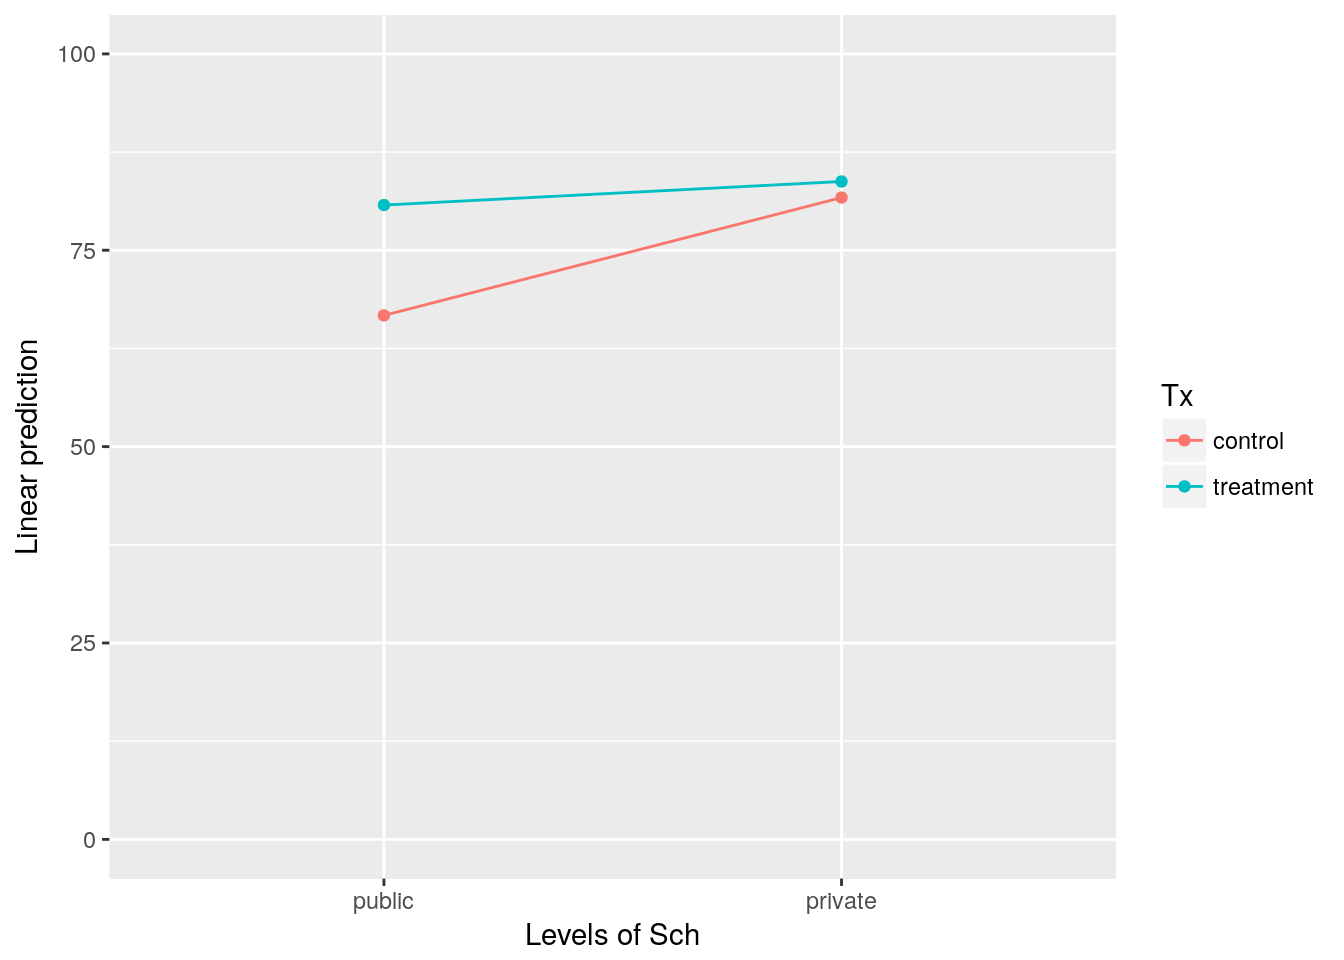 100
75
50
25
0
Linear prediction
public
private
Levels of Sch
Tx
control
treatment